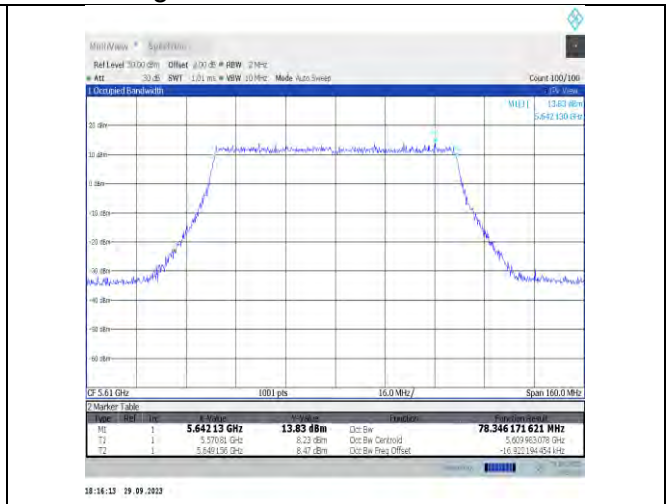 MultiView Spectrum
Ref Level 30.00 dBm Offset 2.00 dB RBW 2 MHz
Att 30 dB SWT 1.01 ms VBW 10 MHz Mode Auto Sweep Count 100/100
1 Occupied Bandwidth
M1[1] 13.83 dBm
5.642 130 GHz
20 dBm
10 dBm
0 dBm
-10 dBm
-20 dBm
-30 dBm
-40 dBm
-50 dBm
-60 dBm
CF 5.61 GHz 1001 pts 16.0 MHz/ Span 160.0 MHz
2 Marker Table
Type Ref Trc X-Value Y-Value Function Function Result
M1 1 5.642 13 GHz 13.83 dBm Occ Bw 78.346 171 621 MHz
T1 1 5.570 81 GHz 8.23 dBm Occ Bw Centroid 5.609 983 078 GHz
T2 1 5.649 156 GHz 8.47 dBm Occ Bw Freq Offset -16.922 194 454 kHz
18:16:13 29.09.2023